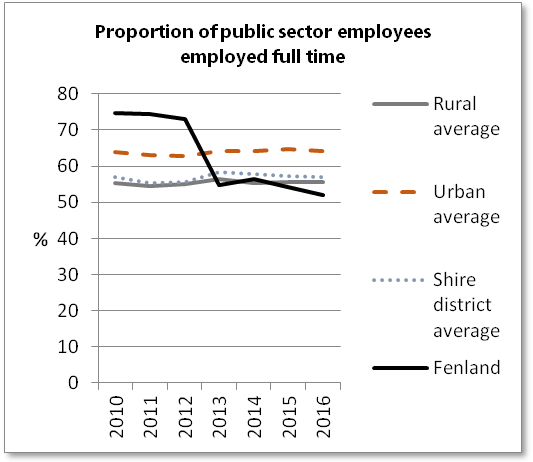 Proportion of public sector employees
employed full time
80
70
60
50
40
30
20
10
0
%
2010
2011
2012
2013
2014
2015
2016
Rural
average
Urban
average
Shire
district
average
Fenland